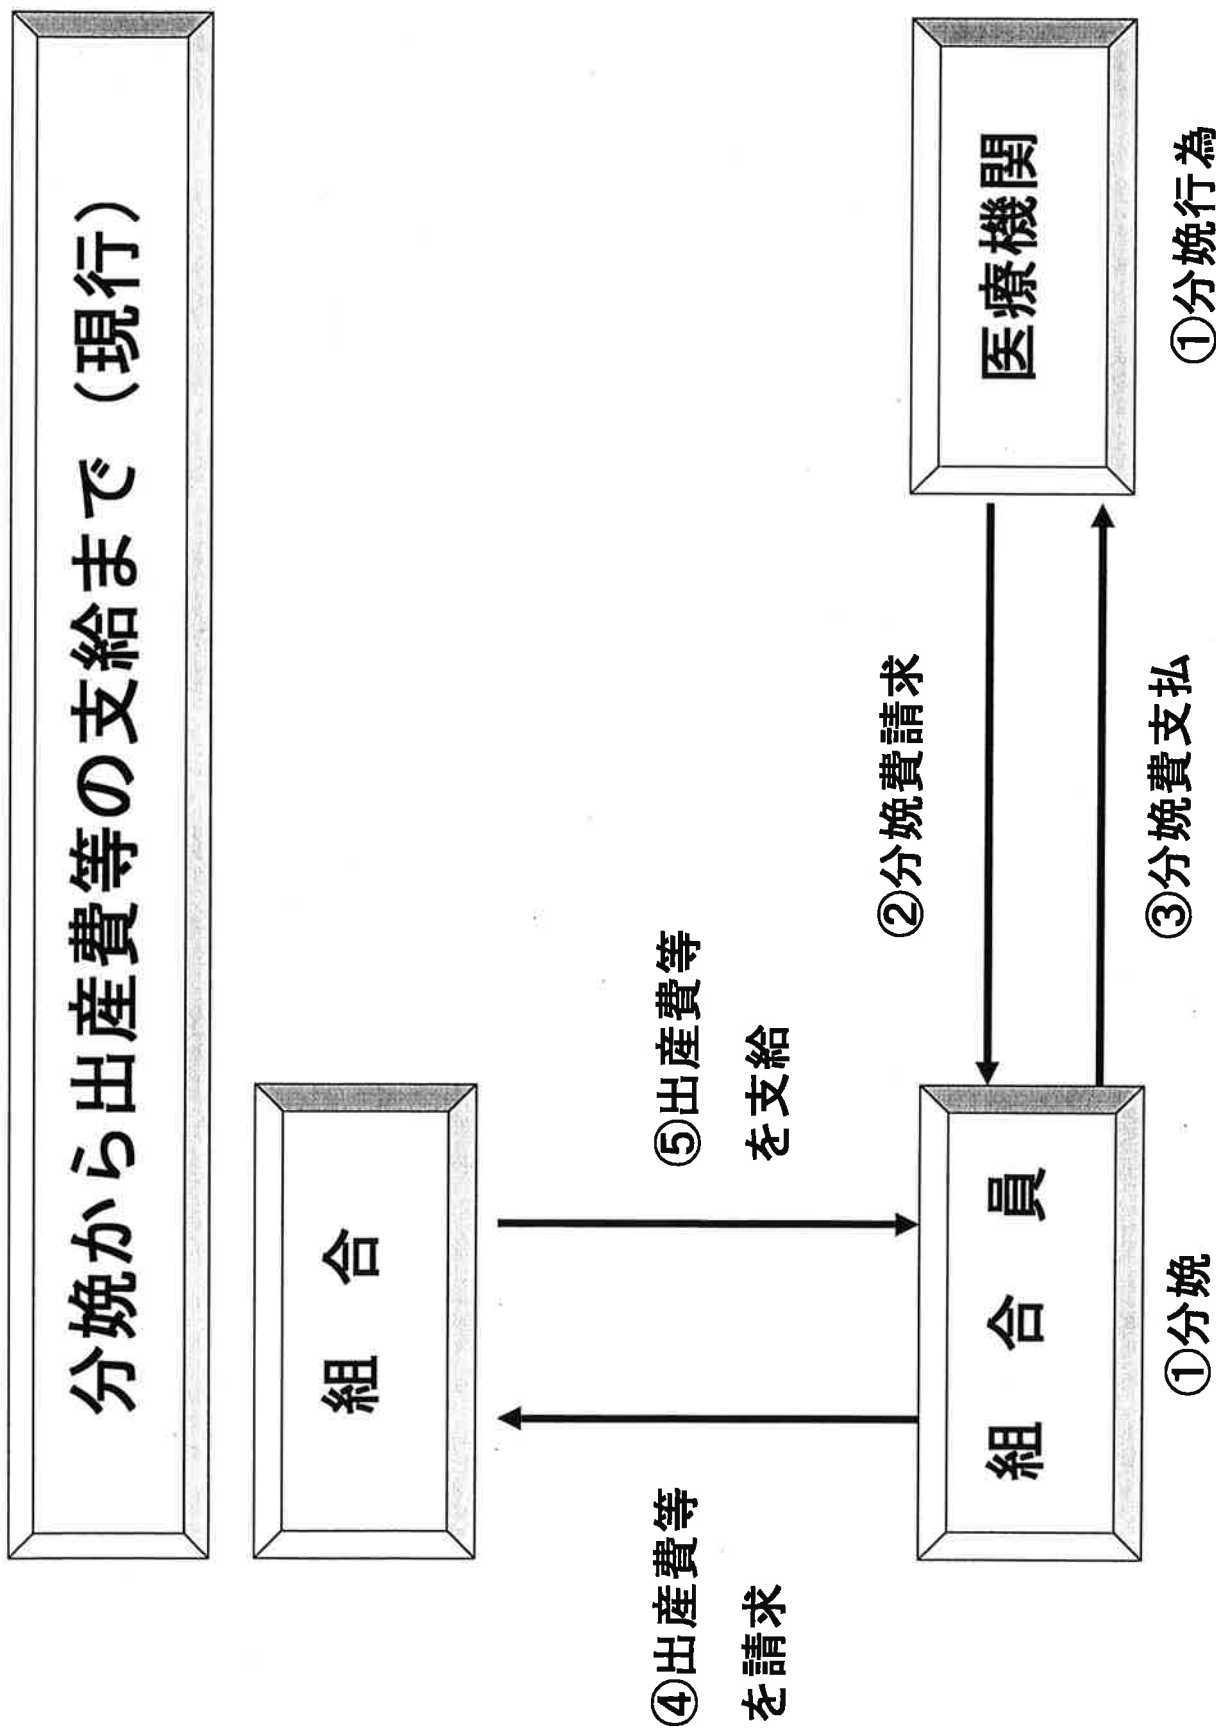 分娩から出産費等の支給まで（現行）
組合
④出産費等
を請求
⑤出産費等
を支給
②分娩費請求
組合員
医療機関
③分娩費支払
①分娩
①分娩行為